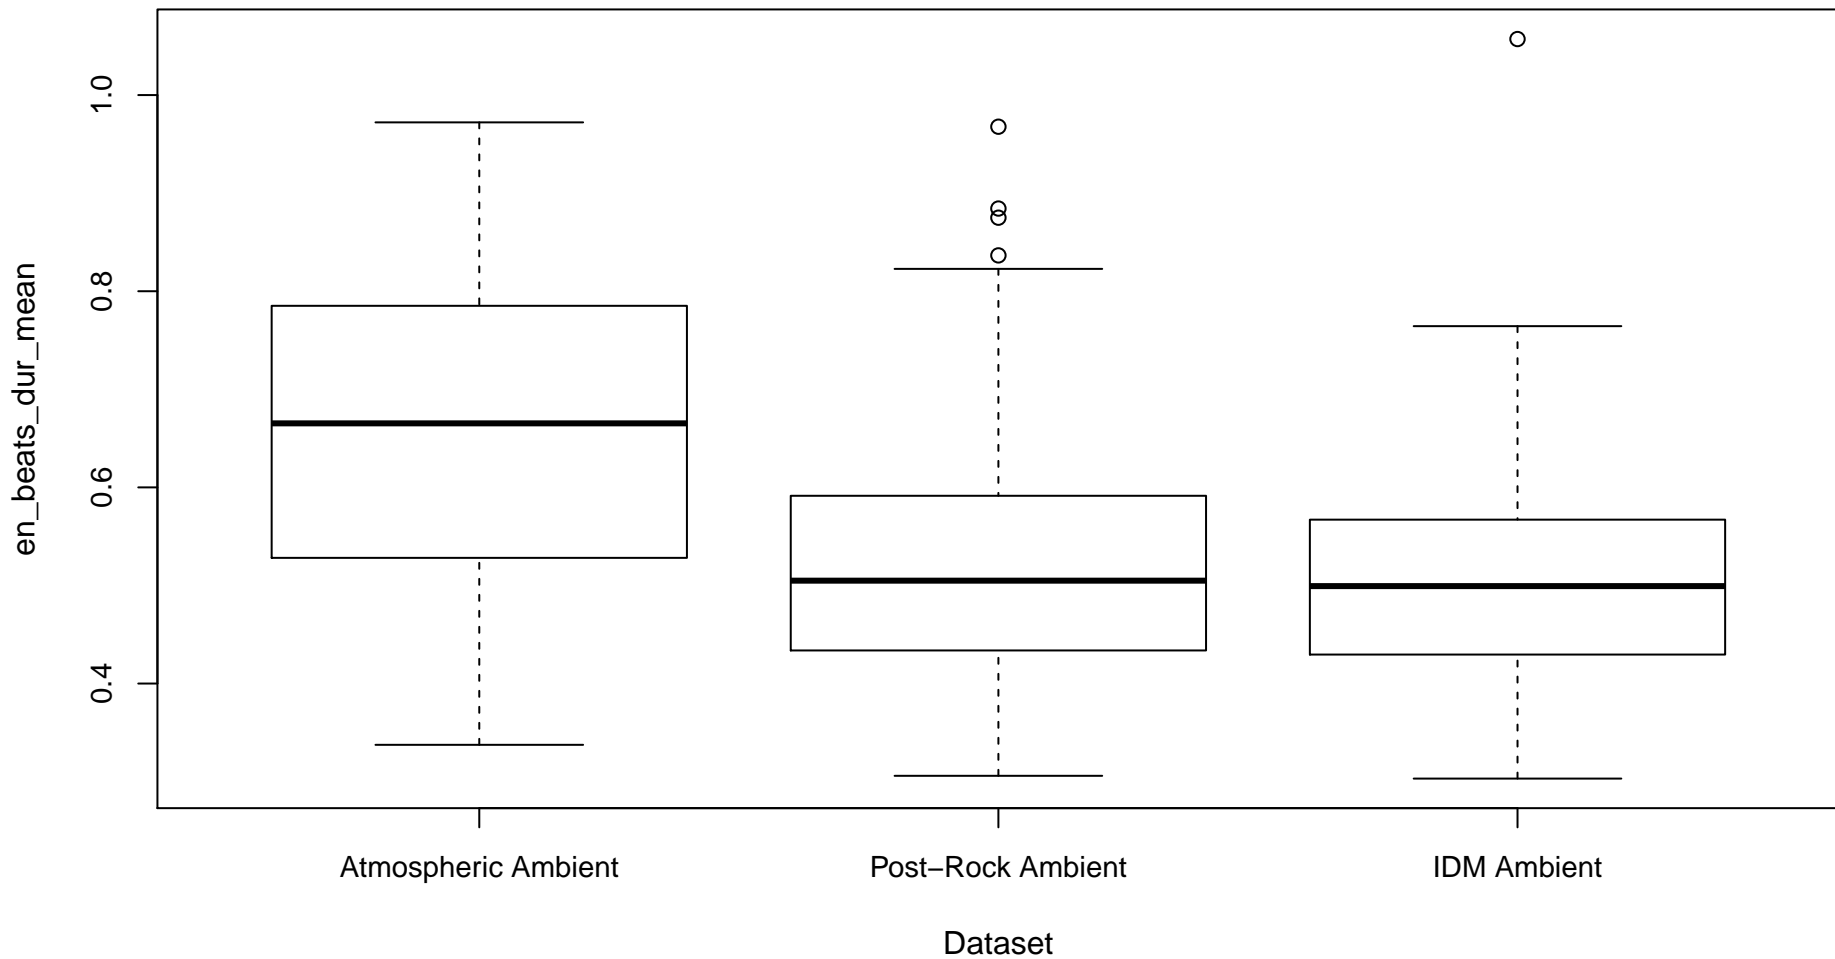 en_beats_dur_mean
1.0
0.8
0.6
0.4
Atmospheric Ambient
Post−Rock Ambient
IDM Ambient
Dataset